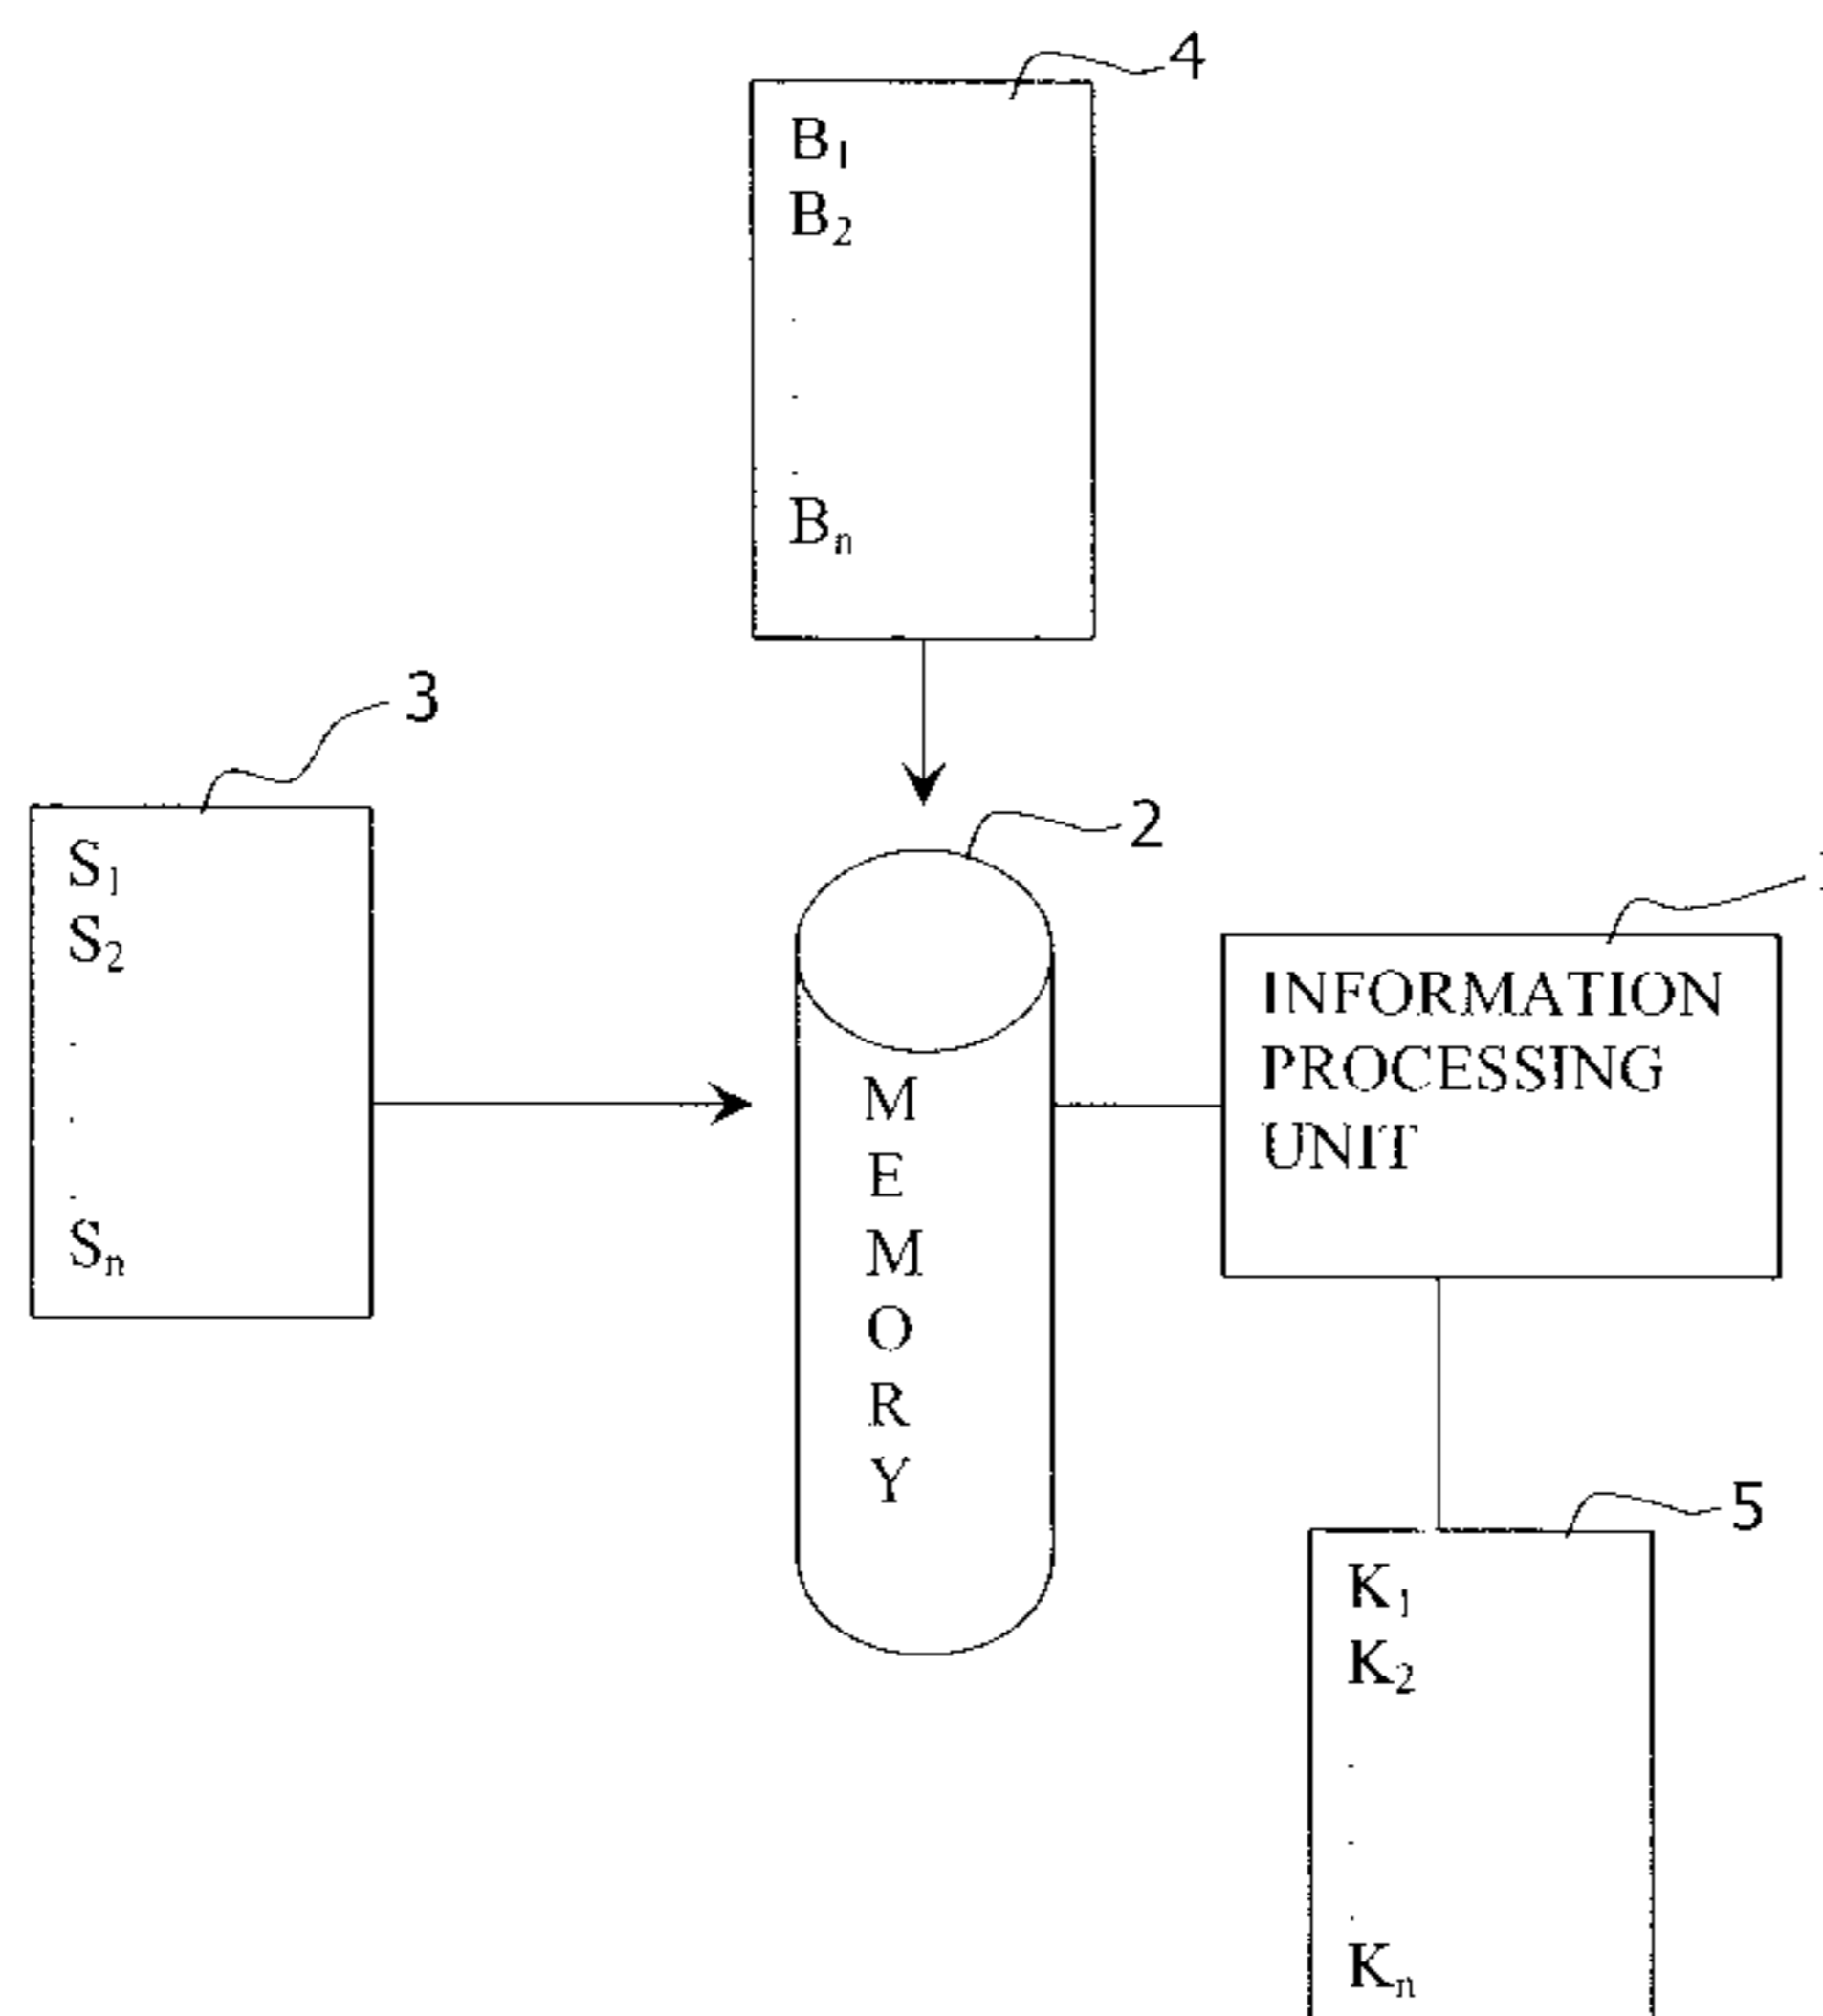 4
B1
B2
.
.
.
Bn
3
S1
S2
.
.
.
Sn
2
M
E
M
O
R
Y
INFORMATION
PROCESSING
UNIT
5
K1
K2
.
.
.
Kn